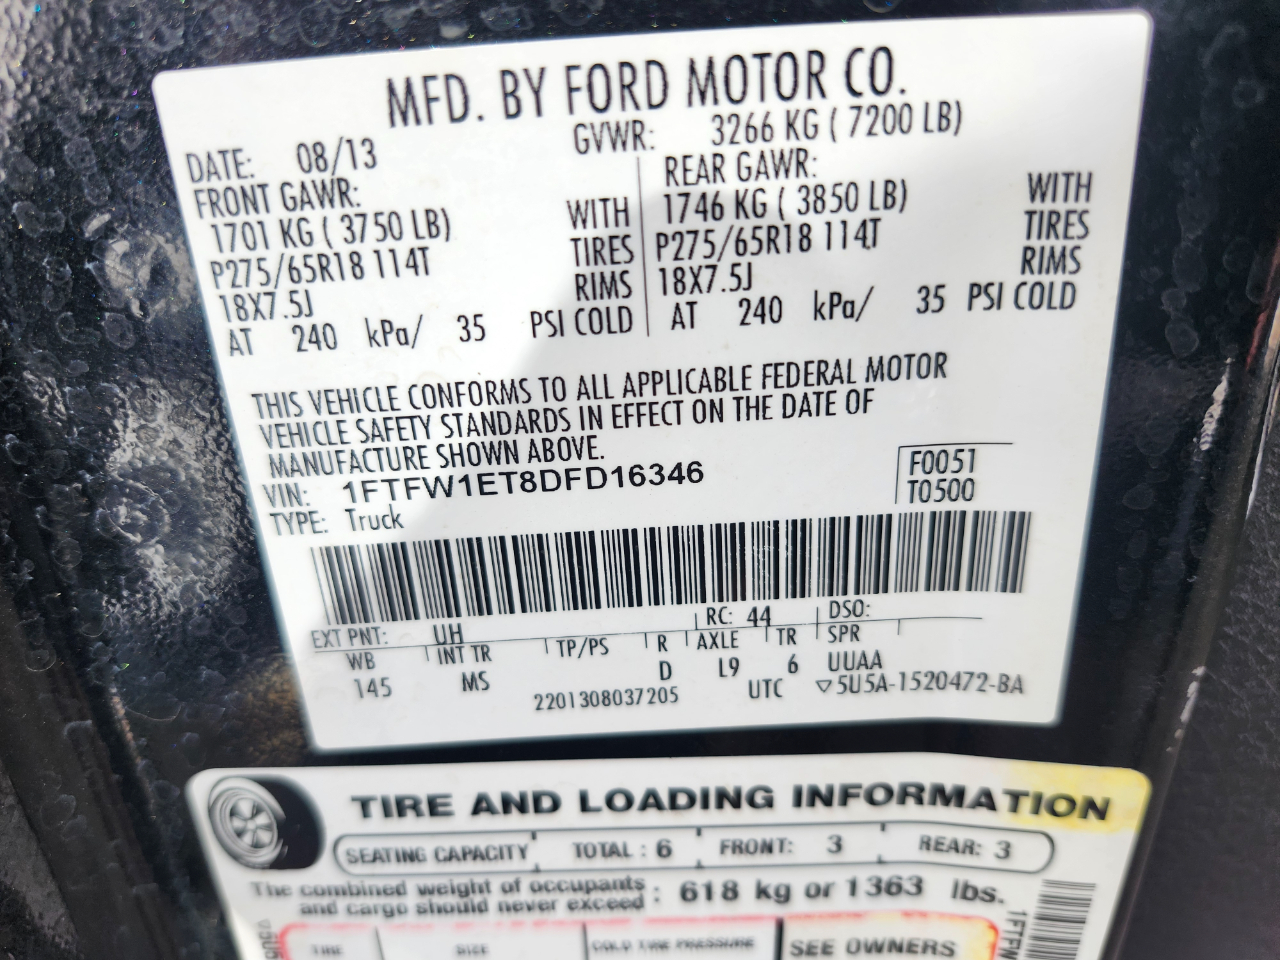 MFD. BY FORD MOTOR CO.
DATE: 08/13 GVWR: 3266 KG ( 7200 LB)
FRONT GAWR:
1701 KG ( 3750 LB) WITH
P275/65R18 114T TIRES
18X7.5J RIMS
AT 240 kPa/ 35 PSI COLD
REAR GAWR:
1746 KG ( 3850 LB) WITH
P275/65R18 114T TIRES
18X7.5J RIMS
AT 240 kPa/ 35 PSI COLD
THIS VEHICLE CONFORMS TO ALL APPLICABLE FEDERAL MOTOR
VEHICLE SAFETY STANDARDS IN EFFECT ON THE DATE OF
MANUFACTURE SHOWN ABOVE.
VIN: 1FTFW1ET8DFD16346
TYPE: Truck
F0051
T0500
EXT PNT: UH RC: 44 DSO:
WB INT TR TP/PS R AXLE TR SPR
145 MS D L9 6 UUAA
2201308037205 UTC ▽5U5A-1520472-BA
TIRE AND LOADING INFORMATION
SEATING CAPACITY TOTAL : 6 FRONT: 3 REAR: 3
The combined weight of occupants
and cargo should never exceed : 618 kg or 1363 lbs.
TIRE SIZE COLD TIRE PRESSURE SEE OWNERS
1FTFW